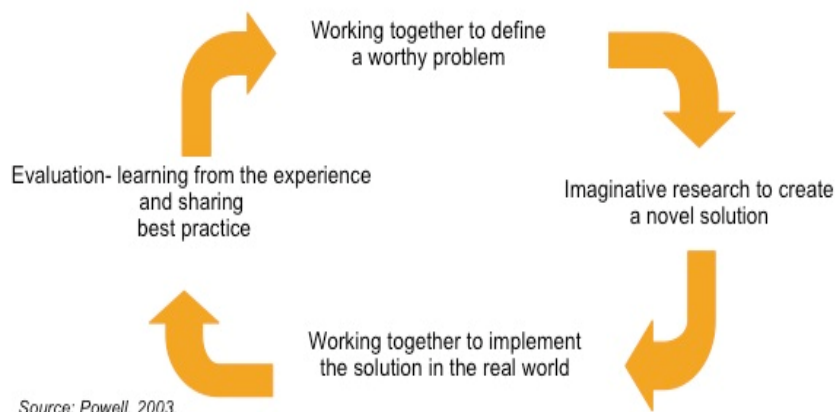 Working together to define
a worthy problem
Imaginative research to create
a novel solution
Working together to implement
the solution in the real world
Evaluation- learning from the experience
and sharing
best practice
Source: Powell, 2003